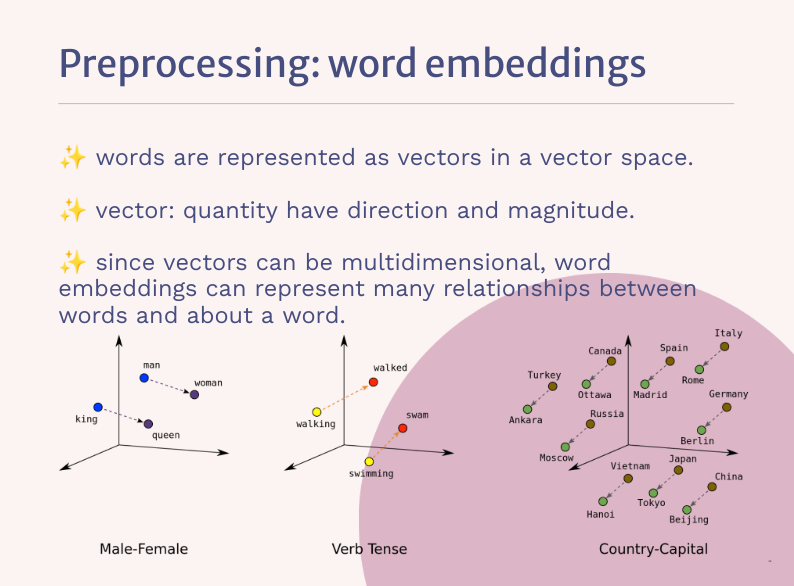 Preprocessing: word embeddings
✨ words are represented as vectors in a vector space.
✨ vector: quantity have direction and magnitude.
✨ since vectors can be multidimensional, word
embeddings can represent many relationships between
words and about a word.
man
woman
king
queen
Male-Female
walked
walking
swam
swimming
Verb Tense
Italy
Spain
Canada
Rome
Turkey
Ottawa
Madrid
Germany
Ankara
Russia
Berlin
Moscow
Japan
Vietnam
China
Tokyo
Hanoi
Beijing
Country-Capital